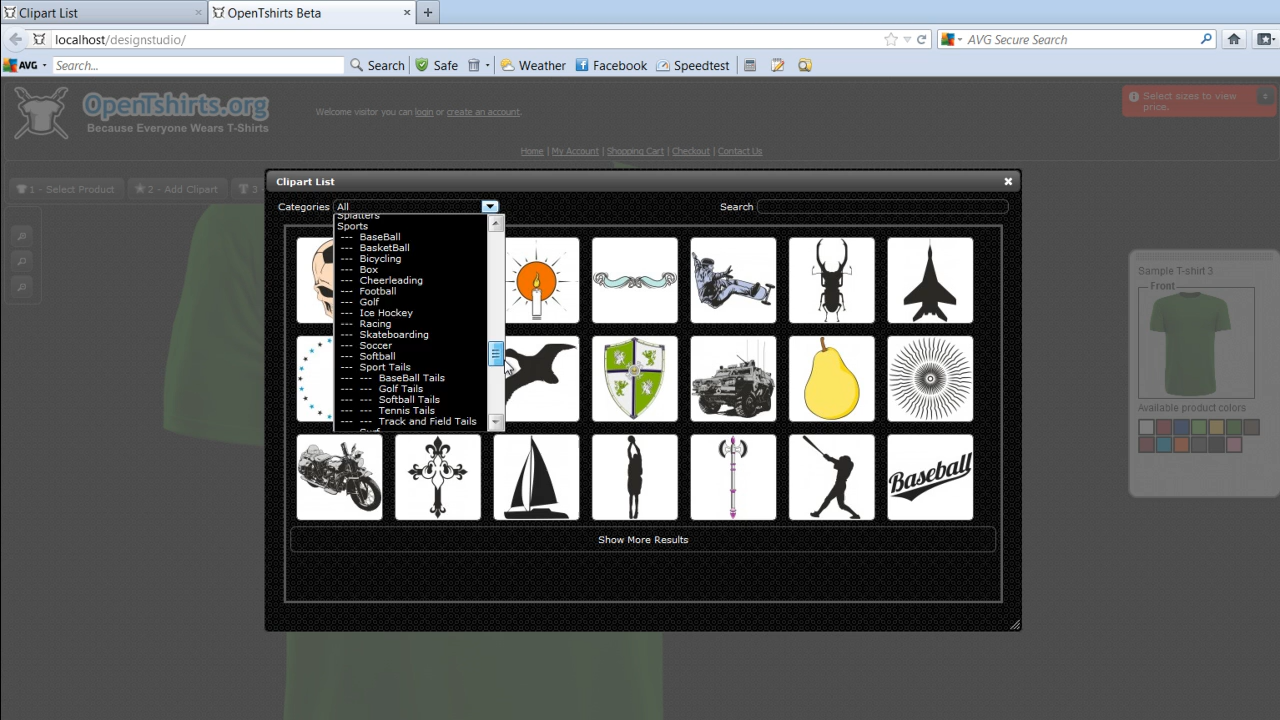 Clipart List
OpenTshirts Beta
localhost/designstudio/
AVG Secure Search
AVG
Search...
Search
Safe
Weather
Facebook
Speedtest
OpenTshirts.org
Because Everyone Wears T-Shirts
Welcome visitor you can login or create an account.
Select sizes to view
price.
Home | My Account | Shopping Cart | Checkout | Contact Us
1 - Select Product
2 - Add Clipart
3 -
Clipart List
Categories
All
Search
Splatters
Sports
--- BaseBall
--- BasketBall
--- Bicycling
--- Box
--- Cheerleading
--- Football
--- Golf
--- Ice Hockey
--- Racing
--- Skateboarding
--- Soccer
--- Softball
--- Sport Tails
--- --- BaseBall Tails
--- --- Golf Tails
--- --- Softball Tails
--- --- Tennis Tails
--- --- Track and Field Tails
--- Surf
Baseball
Show More Results
Sample T-shirt 3
Front
Available product colors